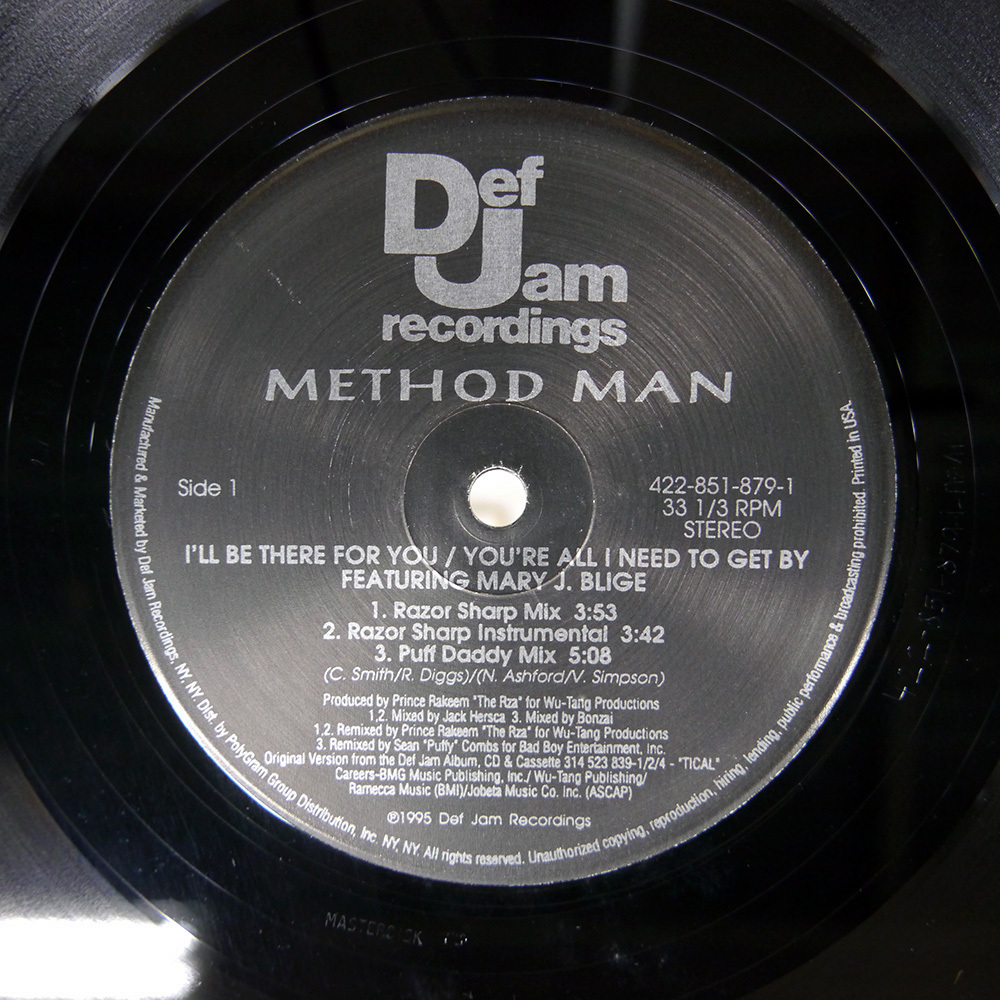 Def
Jam
recordings
METHOD MAN
Side 1
422-851-879-1
33 1/3 RPM
STEREO
I'LL BE THERE FOR YOU / YOU'RE ALL I NEED TO GET BY
FEATURING MARY J. BLIGE
1. Razor Sharp Mix 3:53
2. Razor Sharp Instrumental 3:42
3. Puff Daddy Mix 5:08
(C. Smith/R. Diggs)/(N. Ashford/V. Simpson)
Produced by Prince Rakeem "The Rza" for Wu-Tang Productions
1,2. Mixed by Jack Hersca 3. Mixed by Bonzai
1,2. Remixed by Prince Rakeem "The Rza" for Wu-Tang Productions
3. Remixed by Sean "Puffy" Combs for Bad Boy Entertainment, Inc.
Original Version from the Def Jam Album, CD & Cassette 314 523 839-1/2/4 - "TICAL"
Careers-BMG Music Publishing, Inc./ Wu-Tang Publishing/
Ramecca Music (BMI)/Jobeta Music Co. Inc. (ASCAP)
℗1995 Def Jam Recordings
Manufactured & Marketed by Def Jam Recordings, NY, NY. Dist. by PolyGram Group Distribution, Inc. NY, NY. All rights reserved. Unauthorized copying, reproduction, hiring, lending, public performance & broadcasting prohibited. Printed in USA.
MASTERDISK